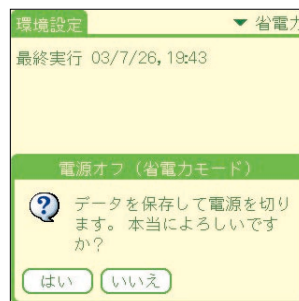 環境設定
▼ 省電力
最終実行 03/7/26, 19:43
電源オフ（省電力モード）
データを保存して電源を切り
ます。本当によろしいです
か？
はい
いいえ